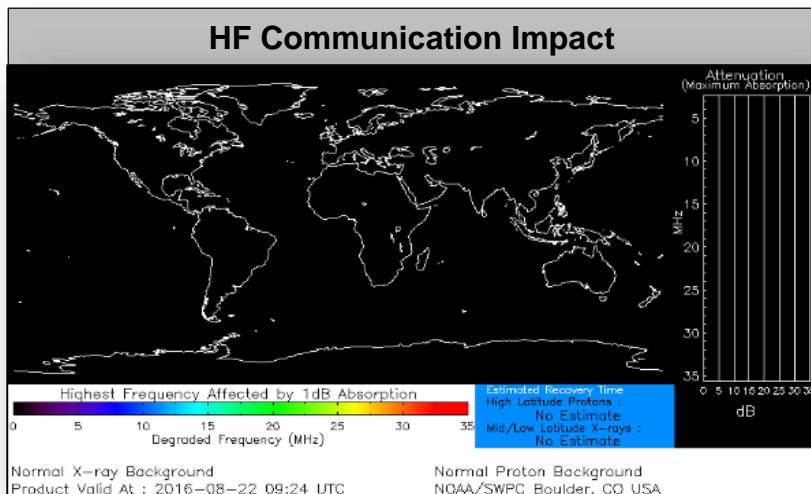 HF Communication Impact
Attenuation
(Maximum Absorption)
5
10
15
20
25
30
35
MHz
0 5 10 15 20 25 30 35
dB
Highest Frequency Affected by 1dB Absorption
0 5 10 15 20 25 30 35
Degraded Frequency (MHz)
Estimated Recovery Time
High Latitude Protons :
No Estimate
Mid/Low Latitude X-rays :
No Estimate
Normal X-ray Background
Product Valid At : 2016-08-22 09:24 UTC
Normal Proton Background
NOAA/SWPC Boulder, CO USA